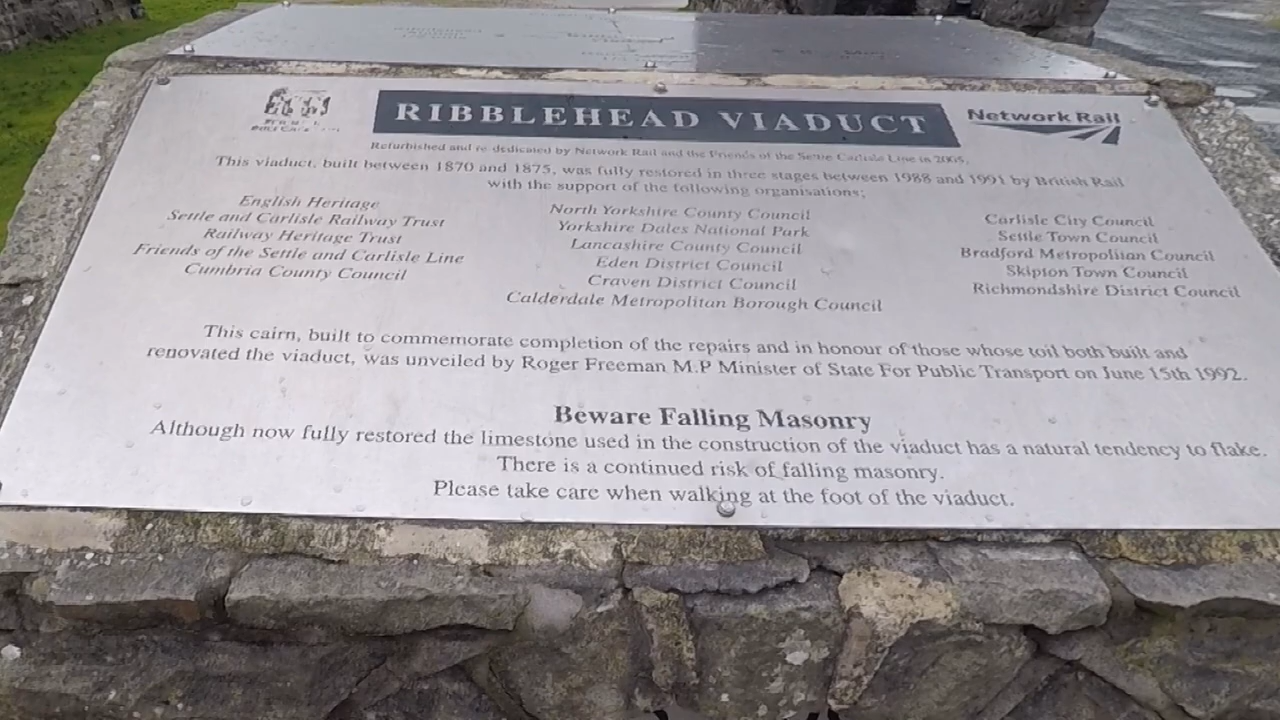 RIBBLEHEAD VIADUCT
Network Rail
Refurbished and re dedicated by Network Rail and the Friends of the Settle Carlisle Line in 2005.
This viaduct, built between 1870 and 1875, was fully restored in three stages between 1988 and 1991 by British Rail
with the support of the following organisations;
English Heritage
Settle and Carlisle Railway Trust
Railway Heritage Trust
Friends of the Settle and Carlisle Line
Cumbria County Council
North Yorkshire County Council
Yorkshire Dales National Park
Lancashire County Council
Eden District Council
Craven District Council
Calderdale Metropolitan Borough Council
Carlisle City Council
Settle Town Council
Bradford Metropolitan Council
Skipton Town Council
Richmondshire District Council
This cairn, built to commemorate completion of the repairs and in honour of those whose toil both built and
renovated the viaduct, was unveiled by Roger Freeman M.P Minister of State For Public Transport on June 15th 1992.
Beware Falling Masonry
Although now fully restored the limestone used in the construction of the viaduct has a natural tendency to flake.
There is a continued risk of falling masonry.
Please take care when walking at the foot of the viaduct.